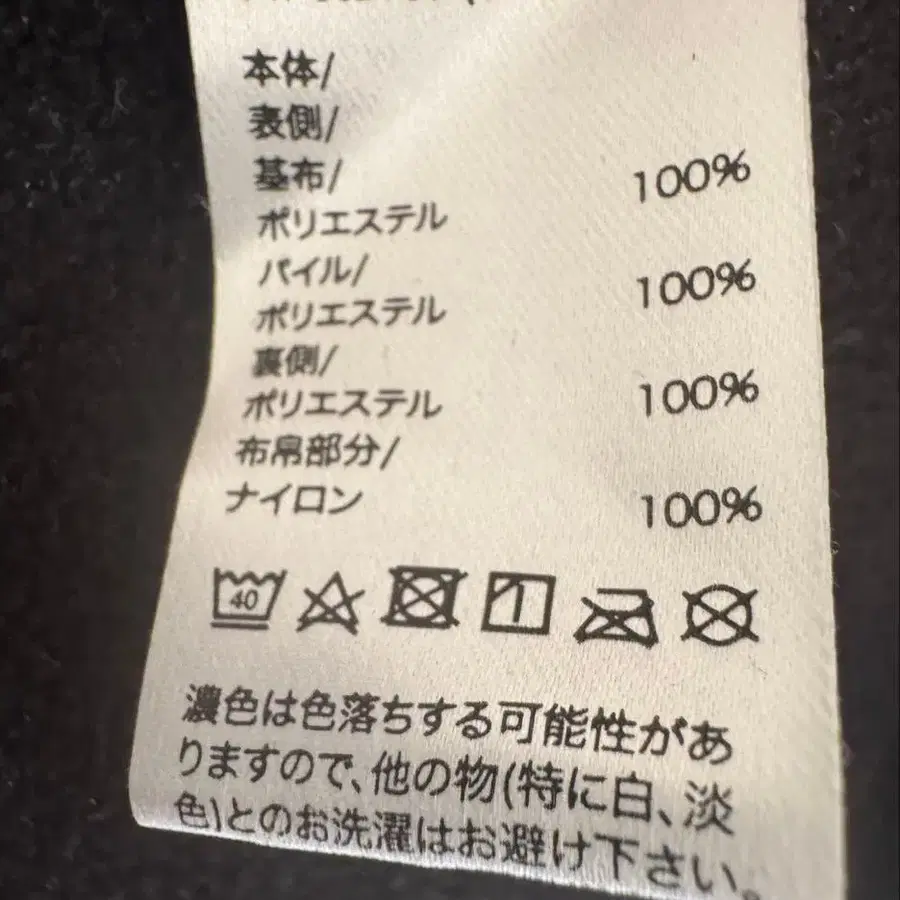 本体/
表側/
基布/
ポリエステル 100%
パイル/
ポリエステル 100%
裏側/
ポリエステル 100%
布帛部分/
ナイロン 100%
40
濃色は色落ちする可能性があ
りますので、他の物(特に白、淡
色)とのお洗濯はお避け下さい。